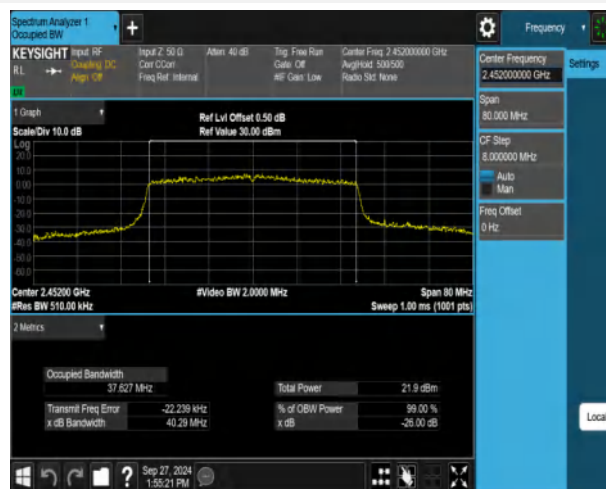 Spectrum Analyzer 1
Occupied BW
+
Frequency
KEYSIGHT
RL
Input: RF
Coupling: DC
Align: Off
Input Z: 50 Ω
Corr CCorr
Freq Ref: Internal
Atten: 40 dB
Trig: Free Run
Gate: Off
#IF Gain: Low
Center Freq: 2.452000000 GHz
Avg|Hold: 500/500
Radio Std: None
1 Graph
Scale/Div 10.0 dB
Ref Lvl Offset 0.50 dB
Ref Value 30.00 dBm
Log
20.0
10.0
0.00
-10.0
-20.0
-30.0
-40.0
-50.0
-60.0
Center 2.45200 GHz
#Res BW 510.00 kHz
#Video BW 2.0000 MHz
Span 80 MHz
Sweep 1.00 ms (1001 pts)
2 Metrics
Occupied Bandwidth
37.627 MHz
Total Power
21.9 dBm
Transmit Freq Error
-22.239 kHz
% of OBW Power
99.00 %
x dB Bandwidth
40.29 MHz
x dB
-26.00 dB
Center Frequency
2.452000000 GHz
Settings
Span
80.000 MHz
CF Step
8.000000 MHz
Auto
Man
Freq Offset
0 Hz
Local
?
Sep 27, 2024
1:55:21 PM